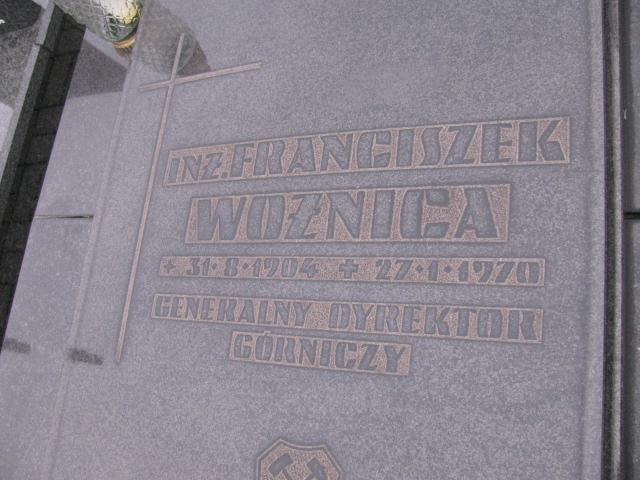 INŻ. FRANCISZEK
WOŹNICA
* 31·8·1904 + 27·1·1970
GENERALNY DYREKTOR
GÓRNICZY